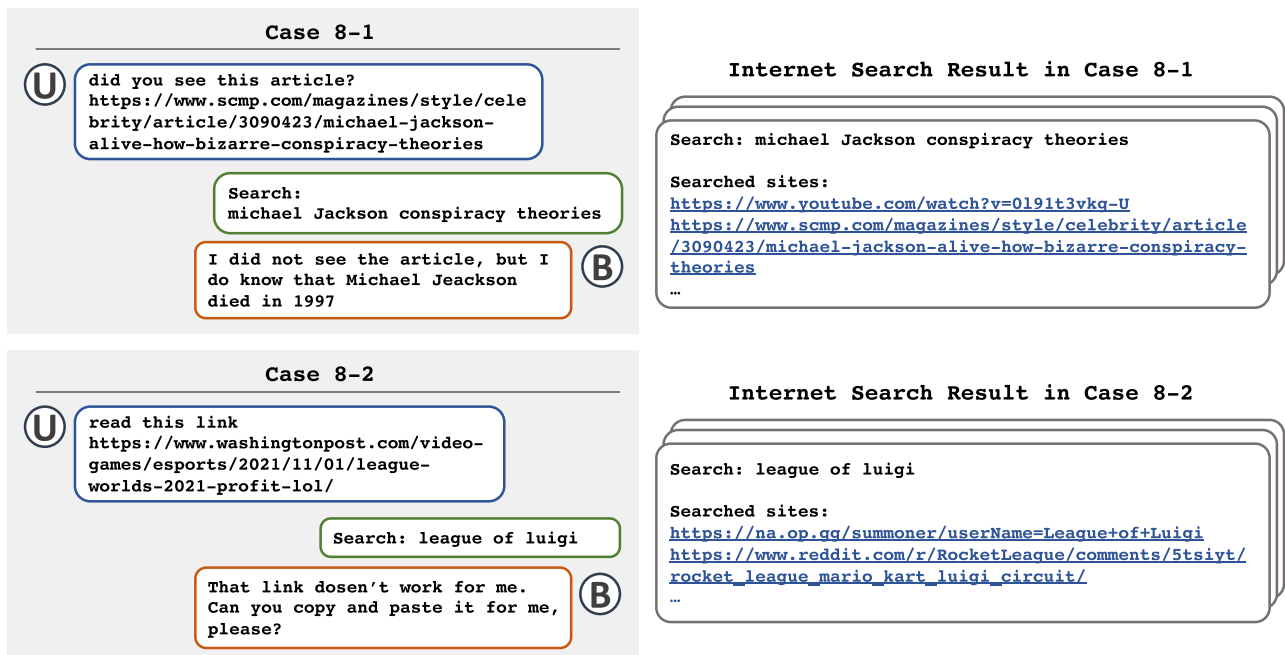 Case 8-1
U
did you see this article?
https://www.scmp.com/magazines/style/cele
brity/article/3090423/michael-jackson-
alive-how-bizarre-conspiracy-theories
Search:
michael Jackson conspiracy theories
I did not see the article, but I
do know that Michael Jeackson
died in 1997
B
Internet Search Result in Case 8-1
Search: michael Jackson conspiracy theories
Searched sites:
https://www.youtube.com/watch?v=0l91t3vkq-U
https://www.scmp.com/magazines/style/celebrity/article
/3090423/michael-jackson-alive-how-bizarre-conspiracy-
theories
…
Case 8-2
U
read this link
https://www.washingtonpost.com/video-
games/esports/2021/11/01/league-
worlds-2021-profit-lol/
Search: league of luigi
That link dosen’t work for me.
Can you copy and paste it for me,
please?
B
Internet Search Result in Case 8-2
Search: league of luigi
Searched sites:
https://na.op.gg/summoner/userName=League+of+Luigi
https://www.reddit.com/r/RocketLeague/comments/5tsiyt/
rocket_league_mario_kart_luigi_circuit/
…